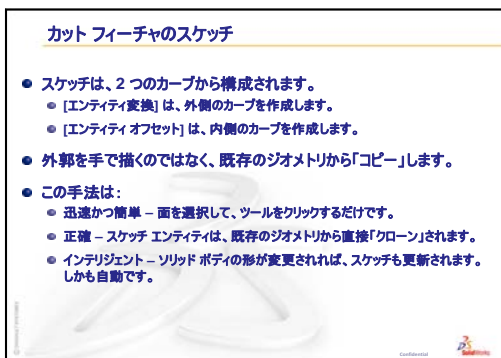 カット フィーチャのスケッチ
スケッチは、2 つのカーブから構成されます。
[エンティティ変換] は、外側のカーブを作成します。
[エンティティ オフセット] は、内側のカーブを作成します。
外郭を手で描くのではなく、既存のジオメトリから「コピー」します。
この手法は:
迅速かつ簡単 – 面を選択して、ツールをクリックするだけです。
正確 – スケッチ エンティティは、既存のジオメトリから直接「クローン」されます。
インテリジェント – ソリッド ボディの形が変更されれば、スケッチも更新されます。
しかも自動です。
Confidential
SolidWorks